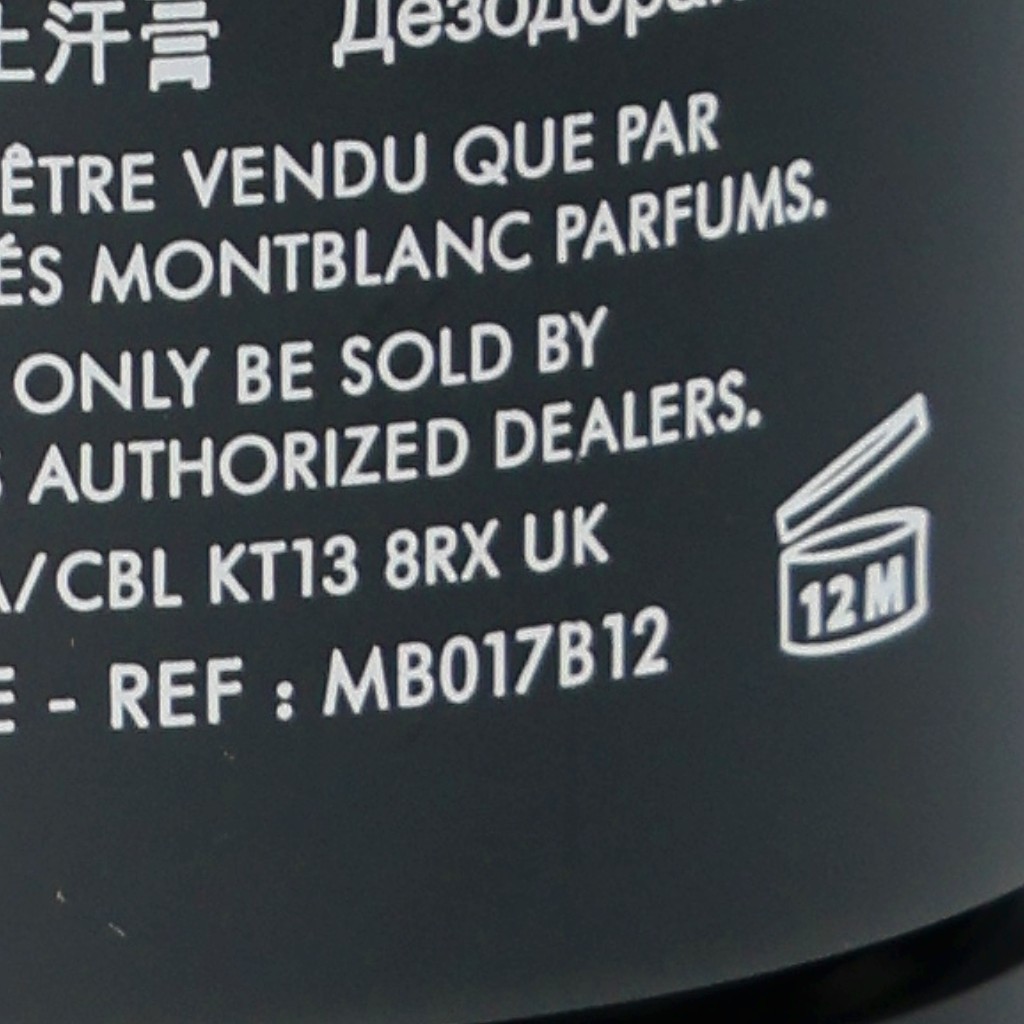 汗膏 Дезодора
ÊTRE VENDU QUE PAR
ÉS MONTBLANC PARFUMS.
ONLY BE SOLD BY
S AUTHORIZED DEALERS.
A/CBL KT13 8RX UK
E - REF : MB017B12
12M